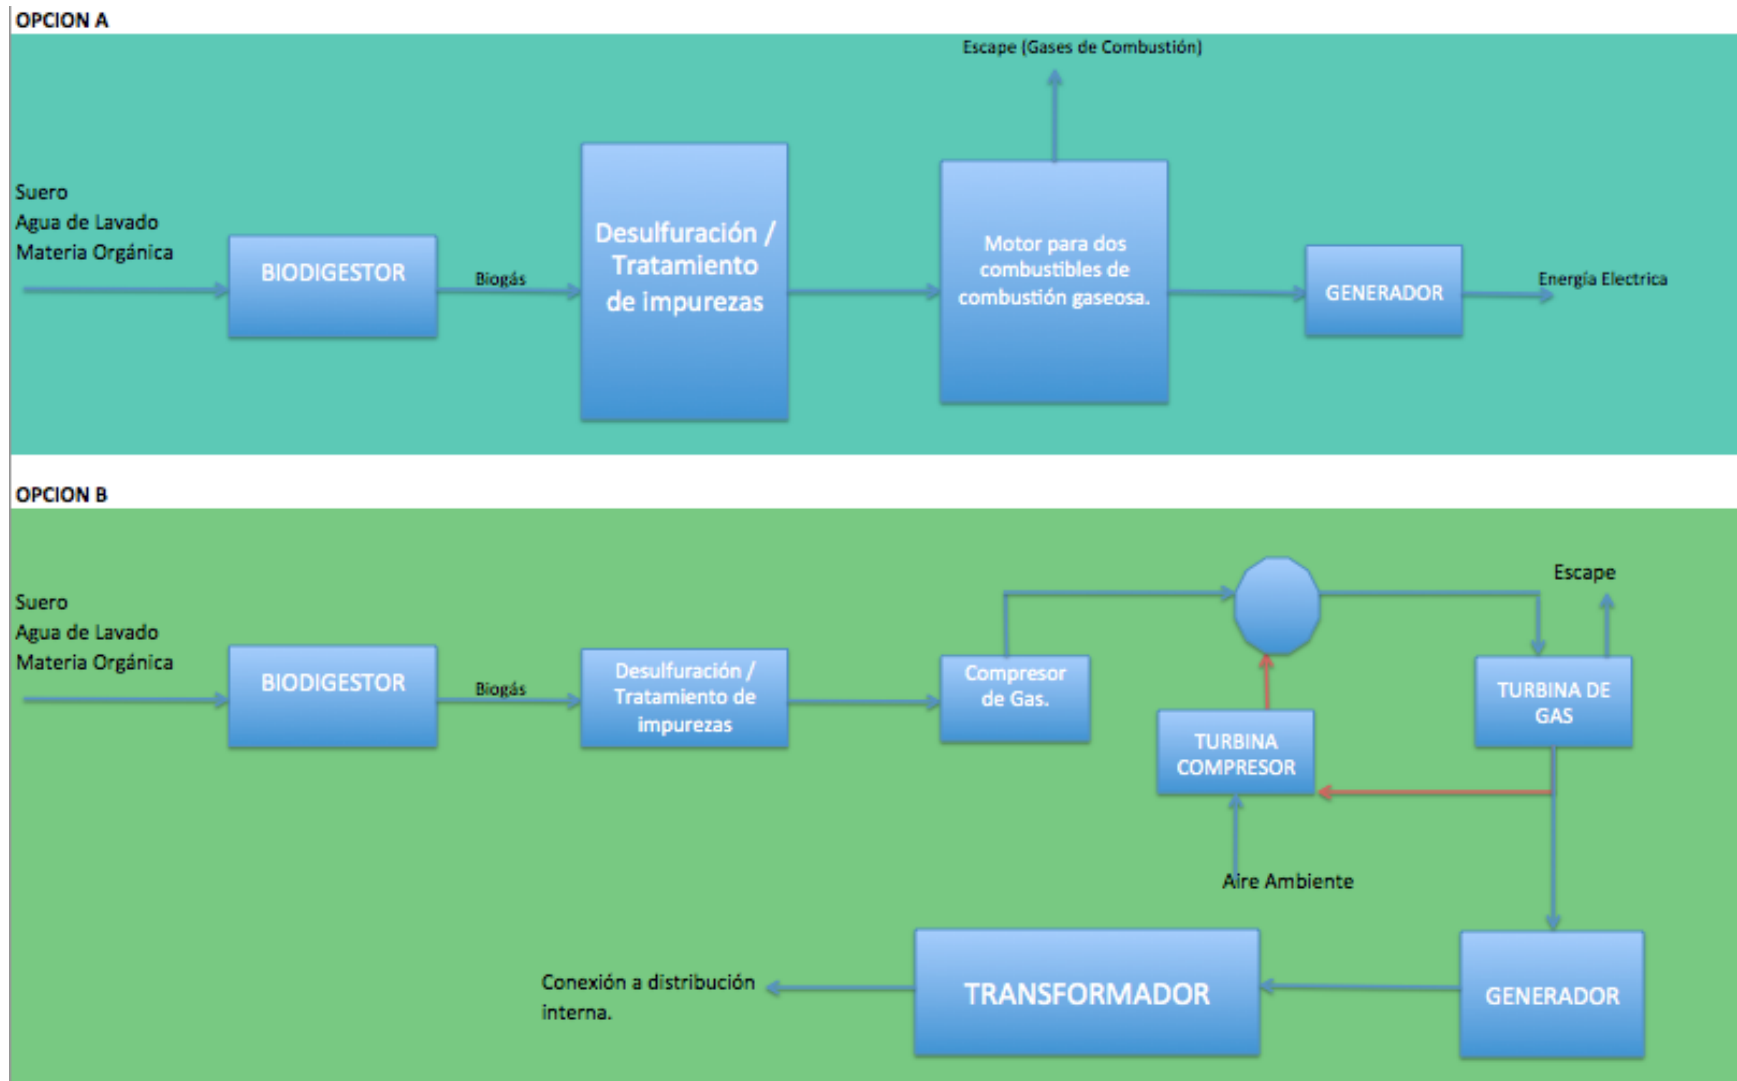 OPCION A
Escape (Gases de Combustión)
Suero
Agua de Lavado
Materia Orgánica
BIODIGESTOR
Biogás
Desulfuración /
Tratamiento
de impurezas
Motor para dos
combustibles de
combustión gaseosa.
GENERADOR
Energía Electrica
OPCION B
Suero
Agua de Lavado
Materia Orgánica
BIODIGESTOR
Biogás
Desulfuración /
Tratamiento de
impurezas
Compresor
de Gas.
TURBINA
COMPRESOR
Aire Ambiente
Escape
TURBINA DE
GAS
GENERADOR
TRANSFORMADOR
Conexión a distribución
interna.